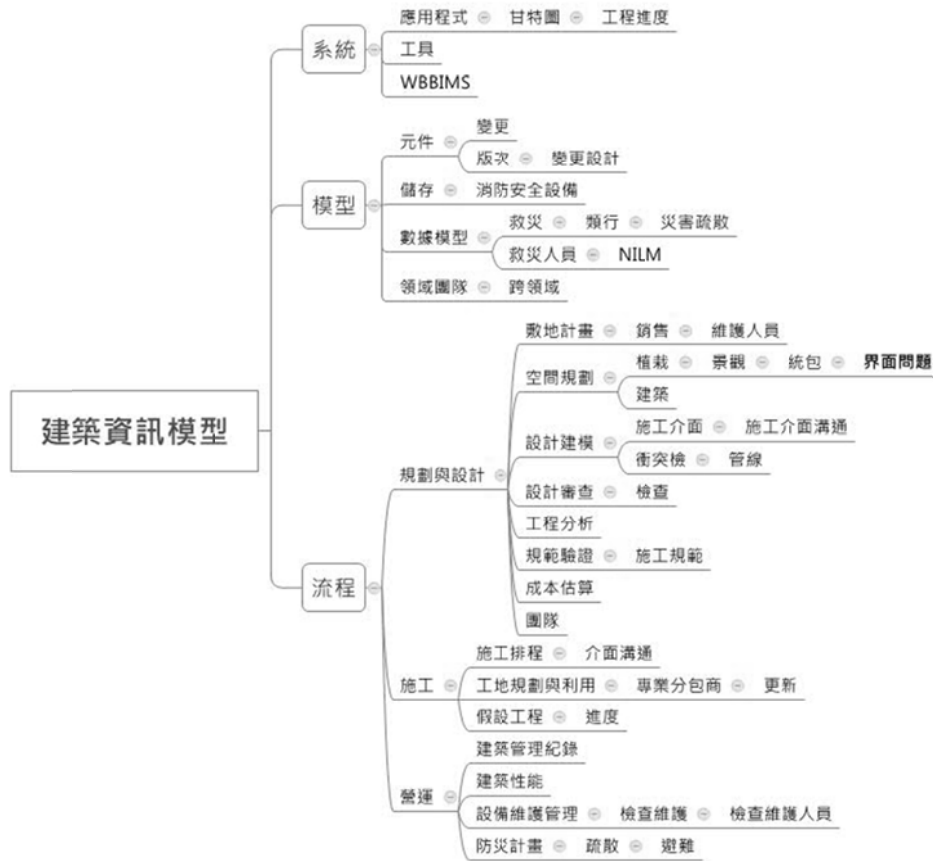 應用程式 甘特圖 工程進度
系統
工具
WBBIMS
變更
元件
版次 變更設計
儲存 消防安全設備
模型
救災 類行 災害疏散
數據模型
救災人員 NILM
領域團隊 跨領域
敷地計畫 銷售 維護人員
植栽 景觀 統包 界面問題
空間規劃
建築
建築資訊模型
施工介面 施工介面溝通
設計建模
衝突檢 管線
規劃與設計
設計審查 檢查
工程分析
規範驗證 施工規範
流程
成本估算
團隊
施工排程 介面溝通
施工
工地規劃與利用 專業分包商 更新
假設工程 進度
建築管理紀錄
建築性能
營運
設備維護管理 檢查維護 檢查維護人員
防災計畫 疏散 避難